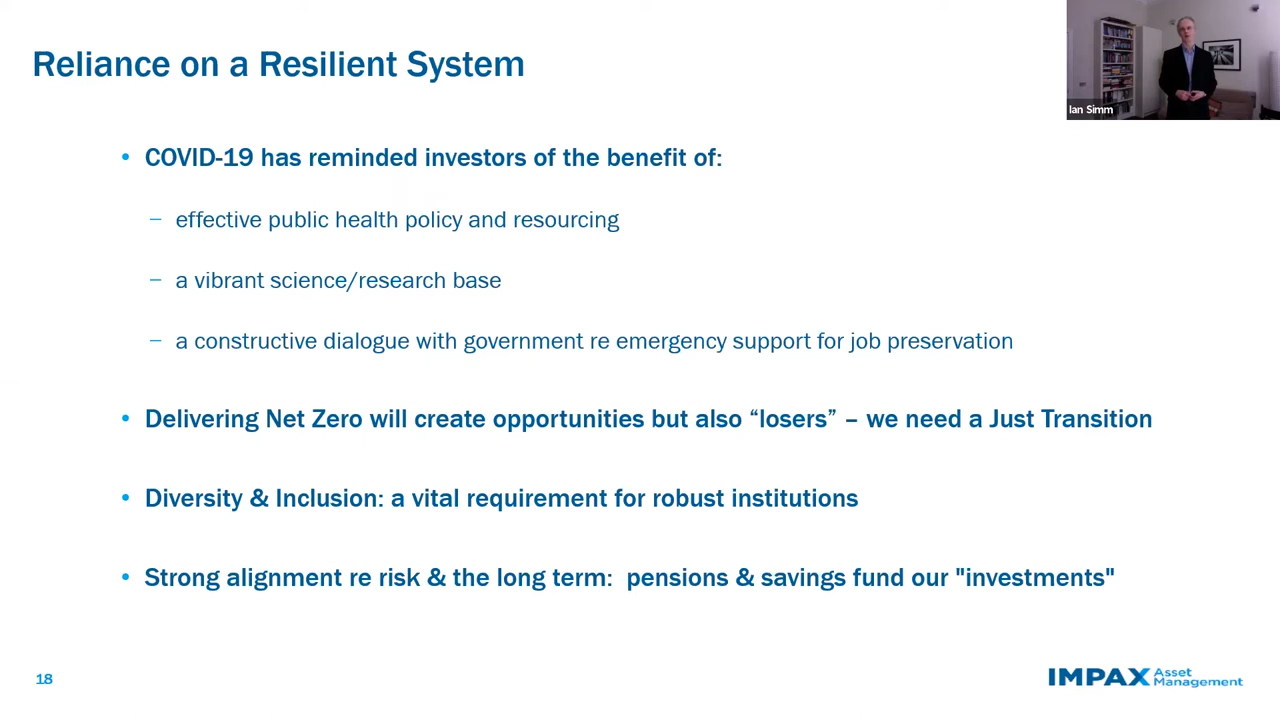 Reliance on a Resilient System
Ian Simm
• COVID-19 has reminded investors of the benefit of:
– effective public health policy and resourcing
– a vibrant science/research base
– a constructive dialogue with government re emergency support for job preservation
• Delivering Net Zero will create opportunities but also “losers” – we need a Just Transition
• Diversity & Inclusion: a vital requirement for robust institutions
• Strong alignment re risk & the long term:  pensions & savings fund our "investments"
18
IMPAX Asset
Management